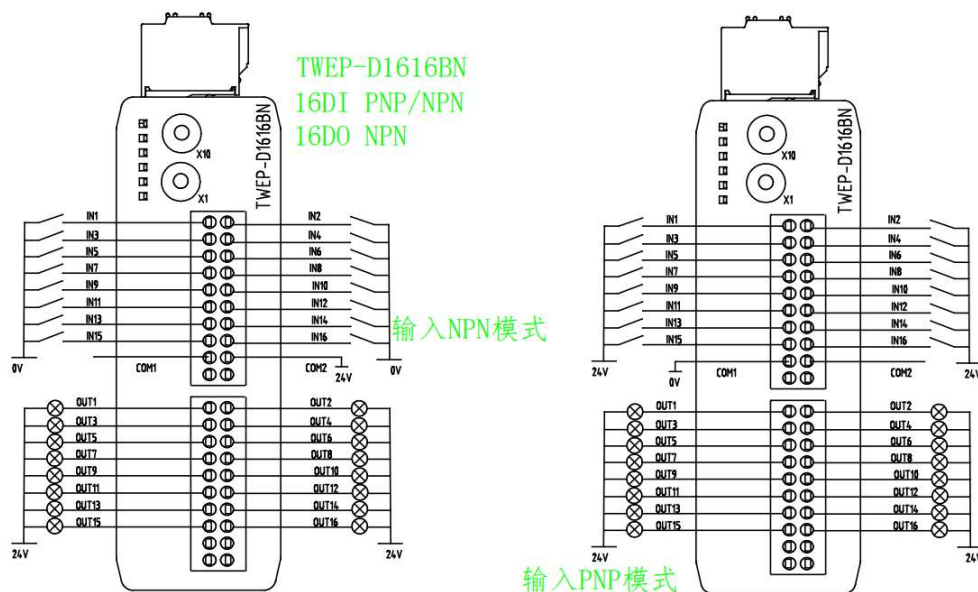 TWEP-D1616BN
16DI PNP/NPN
16DO NPN
TWEP-D1616BN
X10
X1
IN1 IN2
IN3 IN4
IN5 IN6
IN7 IN8
IN9 IN10
IN11 IN12
IN13 IN14
IN15 IN16
0V COM1 COM2 24V 0V
输入NPN模式
OUT1 OUT2
OUT3 OUT4
OUT5 OUT6
OUT7 OUT8
OUT9 OUT10
OUT11 OUT12
OUT13 OUT14
OUT15 OUT16
24V 24V
TWEP-D1616BN
X10
X1
IN1 IN2
IN3 IN4
IN5 IN6
IN7 IN8
IN9 IN10
IN11 IN12
IN13 IN14
IN15 IN16
24V 0V COM1 COM2 24V
OUT1 OUT2
OUT3 OUT4
OUT5 OUT6
OUT7 OUT8
OUT9 OUT10
OUT11 OUT12
OUT13 OUT14
OUT15 OUT16
24V 24V
输入PNP模式